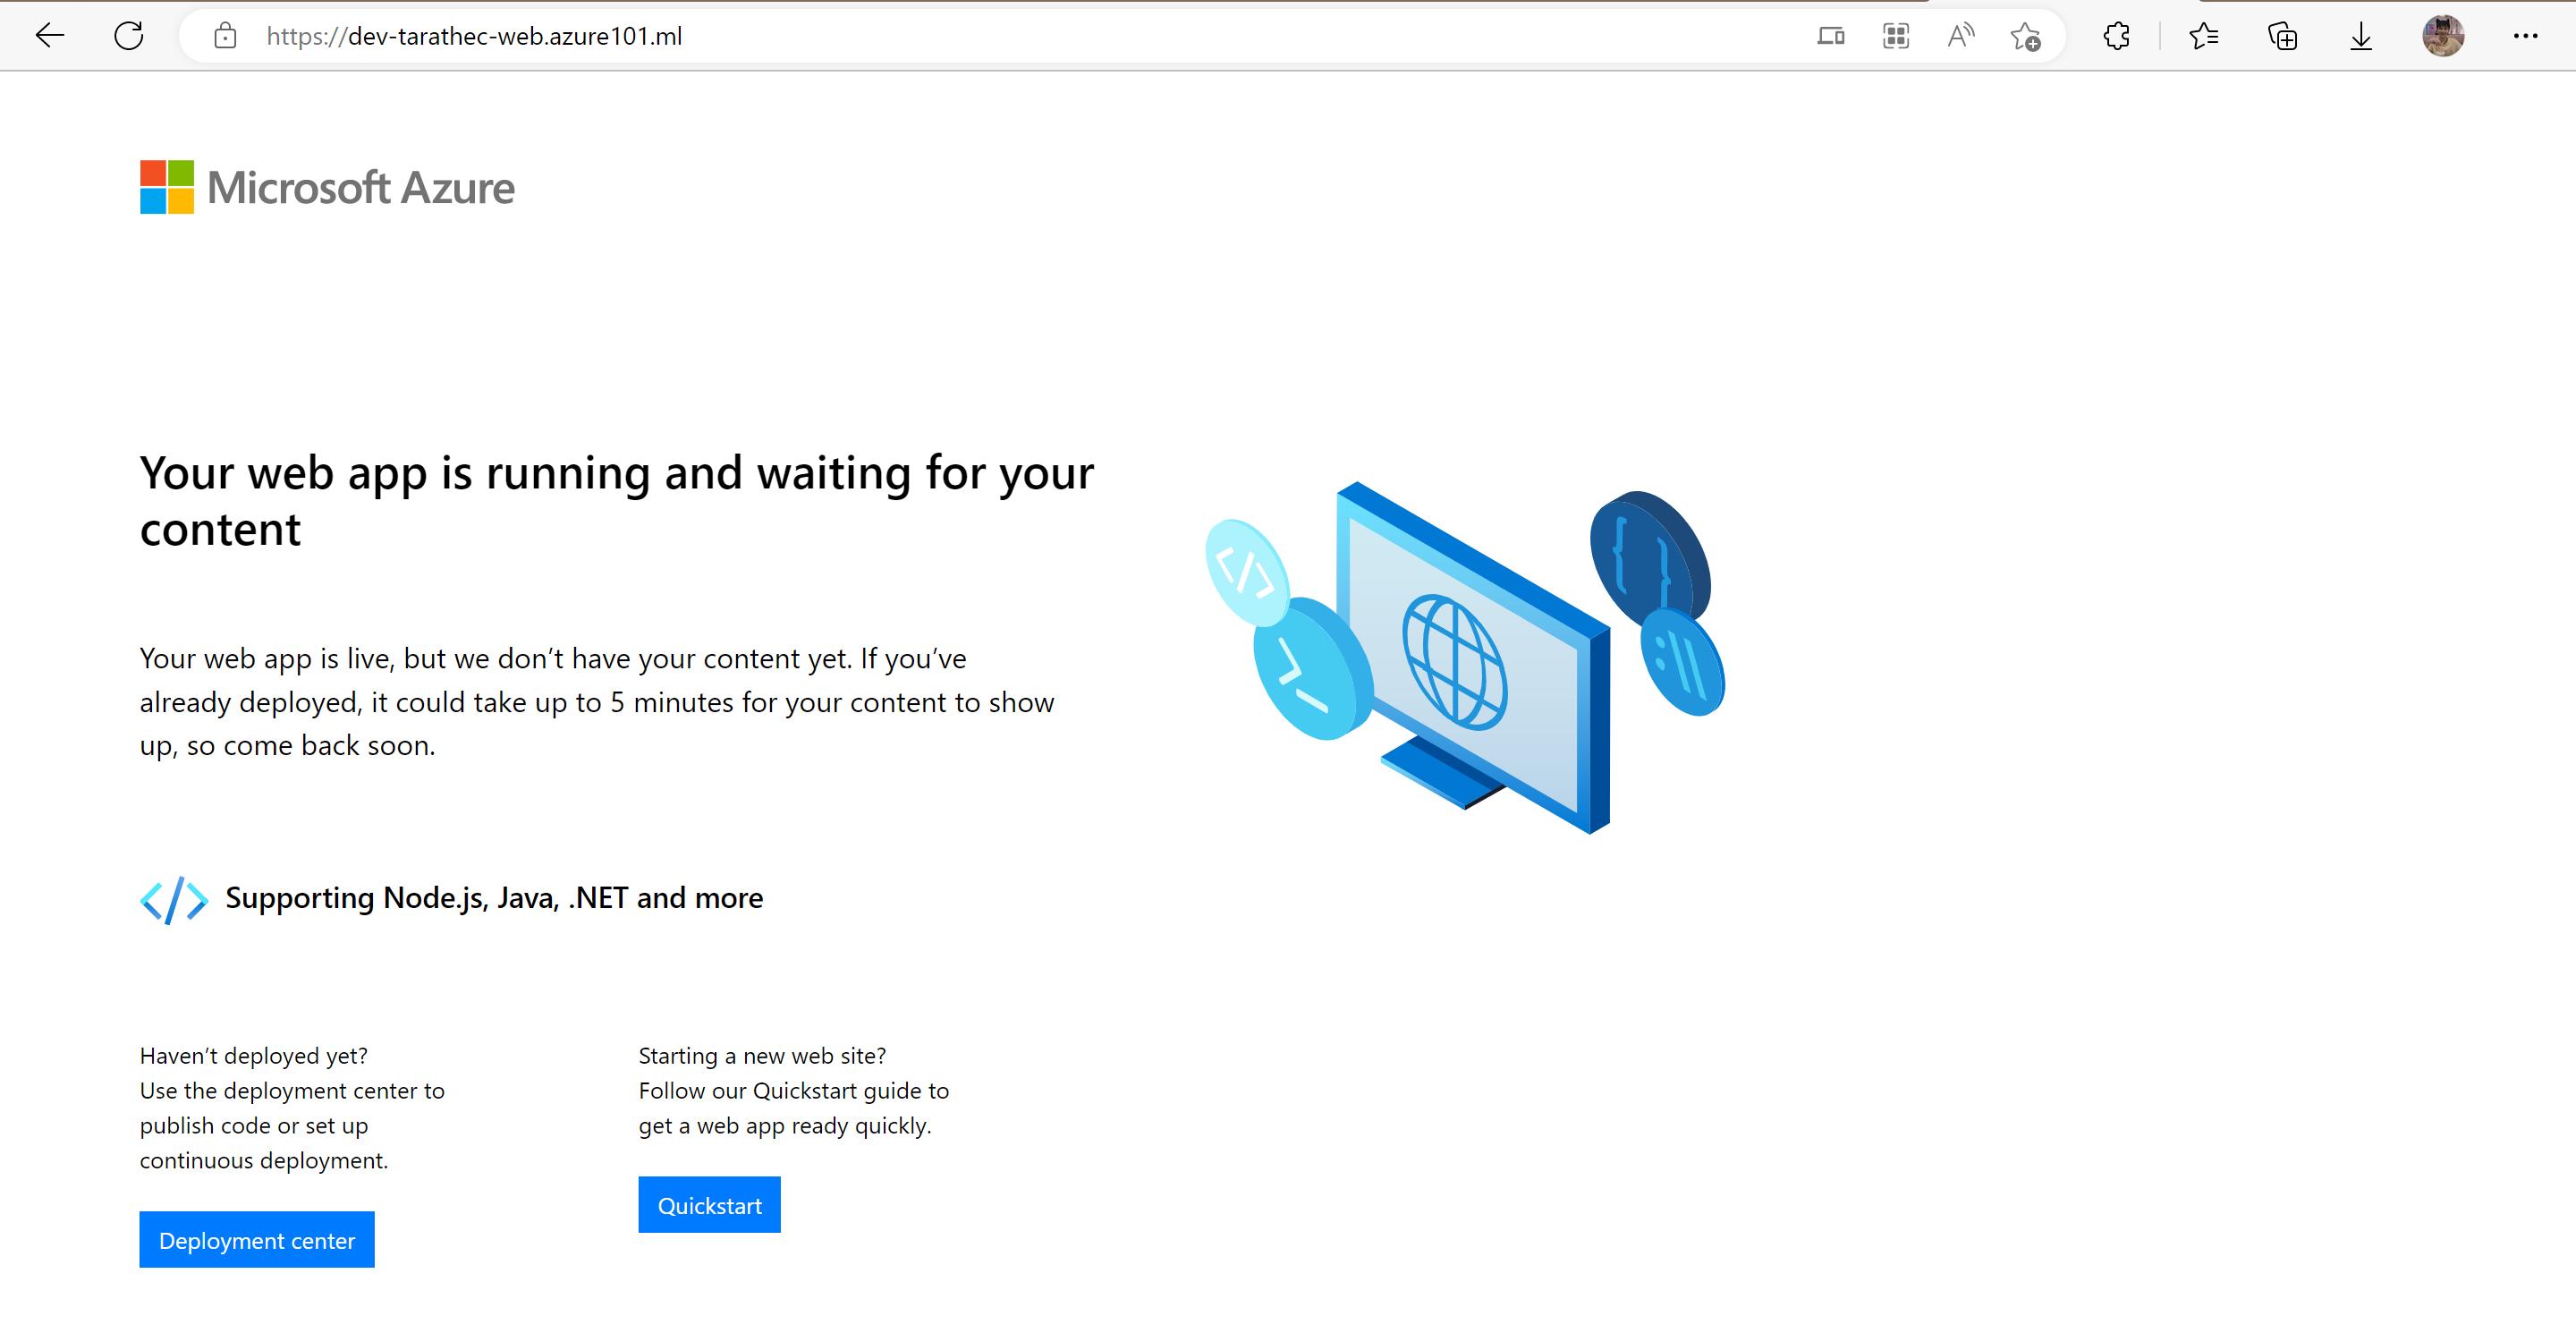 https://dev-tarathec-web.azure101.ml
Microsoft Azure
Your web app is running and waiting for your
content
Your web app is live, but we don’t have your content yet. If you’ve
already deployed, it could take up to 5 minutes for your content to show
up, so come back soon.
Supporting Node.js, Java, .NET and more
Haven’t deployed yet?
Use the deployment center to
publish code or set up
continuous deployment.
Deployment center
Starting a new web site?
Follow our Quickstart guide to
get a web app ready quickly.
Quickstart